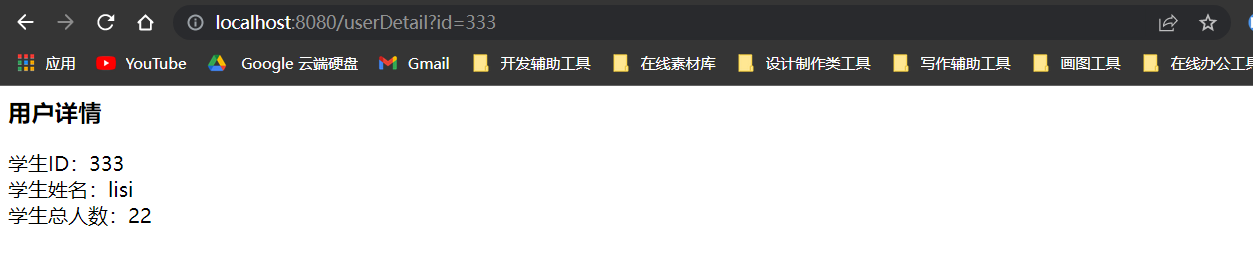 localhost:8080/userDetail?id=333
应用 YouTube Google 云端硬盘 Gmail 开发辅助工具 在线素材库 设计制作类工具 写作辅助工具 画图工具 在线办公工具
用户详情
学生ID：333
学生姓名：lisi
学生总人数：22